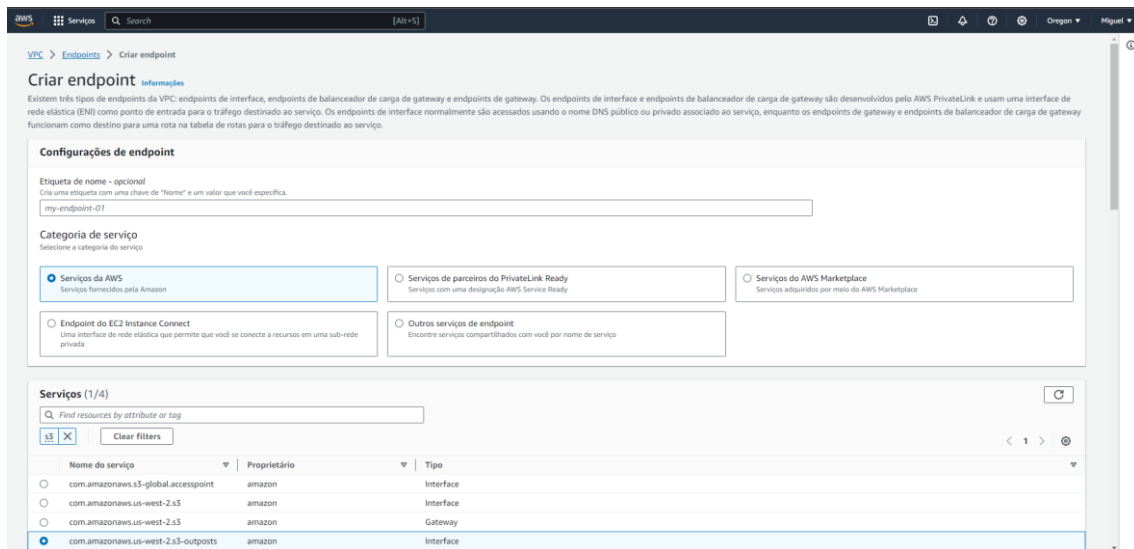 aws
Serviços
Search
[Alt+S]
Oregon
Miguel
VPC > Endpoints > Criar endpoint
Criar endpoint Informações
Existem três tipos de endpoints da VPC: endpoints de interface, endpoints de balanceador de carga de gateway e endpoints de gateway. Os endpoints de interface e endpoints de balanceador de carga de gateway são desenvolvidos pelo AWS PrivateLink e usam uma interface de
rede elástica (ENI) como ponto de entrada para o tráfego destinado ao serviço. Os endpoints de interface normalmente são acessados usando o nome DNS público ou privado associado ao serviço, enquanto os endpoints de gateway e endpoints de balanceador de carga de gateway
funcionam como destino para uma rota na tabela de rotas para o tráfego destinado ao serviço.
Configurações de endpoint
Etiqueta de nome - opcional
Cria uma etiqueta com uma chave de "Nome" e um valor que você especifica.
my-endpoint-01
Categoria de serviço
Selecione a categoria do serviço
Serviços da AWS
Serviços fornecidos pela Amazon
Serviços de parceiros do PrivateLink Ready
Serviços com uma designação AWS Service Ready
Serviços do AWS Marketplace
Serviços adquiridos por meio do AWS Marketplace
Endpoint do EC2 Instance Connect
Uma interface de rede elástica que permite que você se conecte a recursos em uma sub-rede
privada
Outros serviços de endpoint
Encontre serviços compartilhados com você por nome de serviço
Serviços (1/4)
Find resources by attribute or tag
s3
Clear filters
1
Nome do serviço Proprietário Tipo
com.amazonaws.s3-global.accesspoint amazon Interface
com.amazonaws.us-west-2.s3 amazon Interface
com.amazonaws.us-west-2.s3 amazon Gateway
com.amazonaws.us-west-2.s3-outposts amazon Interface